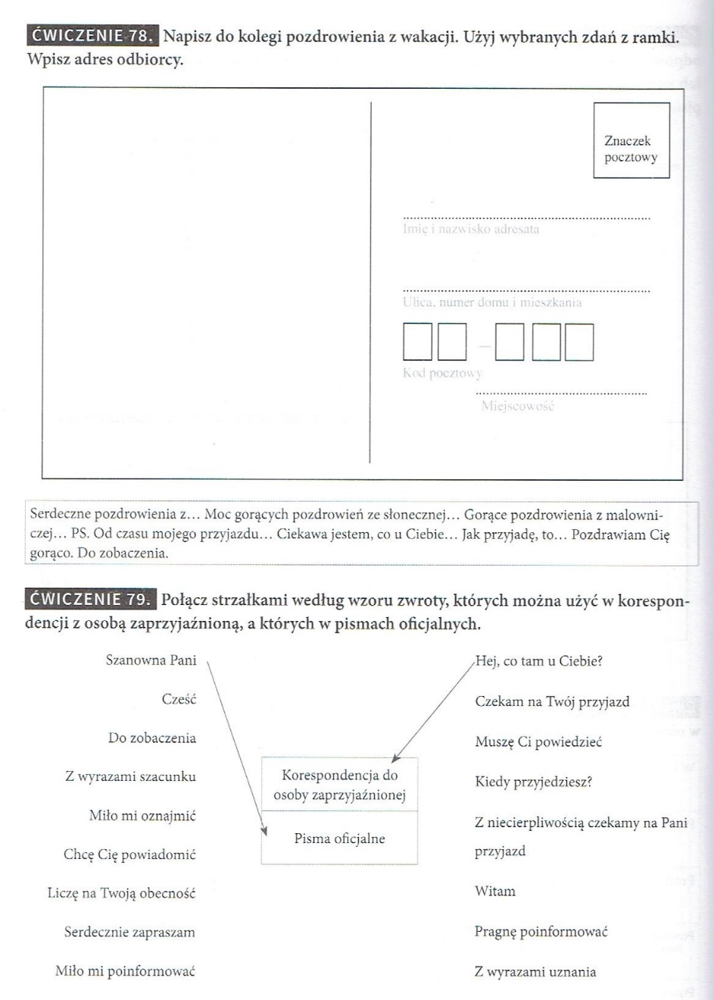 ĆWICZENIE 78. Napisz do kolegi pozdrowienia z wakacji. Użyj wybranych zdań z ramki.
Wpisz adres odbiorcy.
Znaczek
pocztowy
Imię i nazwisko adresata
Ulica, numer domu i mieszkania
–
Kod pocztowy
Miejscowość
Serdeczne pozdrowienia z… Moc gorących pozdrowień ze słonecznej… Gorące pozdrowienia z malowni-
czej… PS. Od czasu mojego przyjazdu… Ciekawa jestem, co u Ciebie… Jak przyjadę, to… Pozdrawiam Cię
gorąco. Do zobaczenia.
ĆWICZENIE 79. Połącz strzałkami według wzoru zwroty, których można użyć w korespon-
dencji z osobą zaprzyjaźnioną, a których w pismach oficjalnych.
Szanowna Pani
Cześć
Do zobaczenia
Z wyrazami szacunku
Miło mi oznajmić
Chcę Cię powiadomić
Liczę na Twoją obecność
Serdecznie zapraszam
Miło mi poinformować
Korespondencja do
osoby zaprzyjaźnionej
Pisma oficjalne
Hej, co tam u Ciebie?
Czekam na Twój przyjazd
Muszę Ci powiedzieć
Kiedy przyjedziesz?
Z niecierpliwością czekamy na Pani
przyjazd
Witam
Pragnę poinformować
Z wyrazami uznania